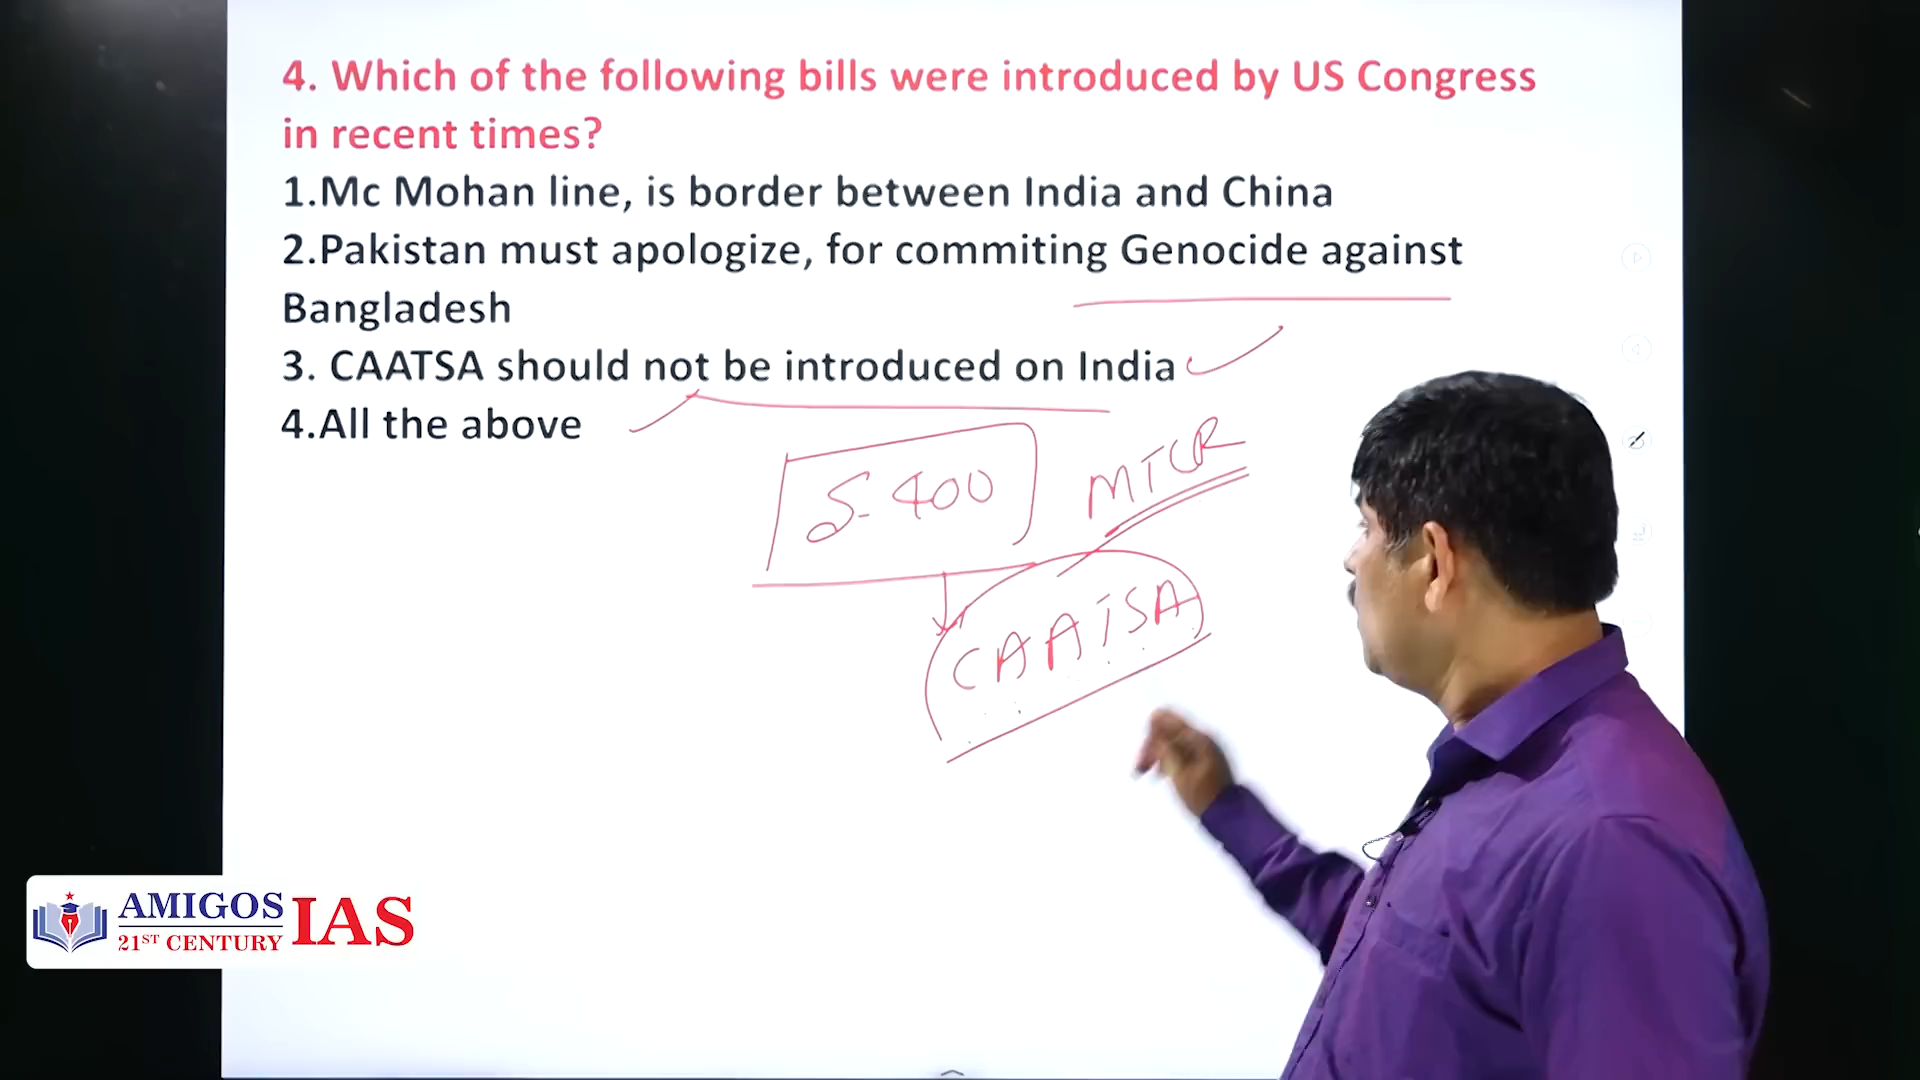 4. Which of the following bills were introduced by US Congress
in recent times?
1.Mc Mohan line, is border between India and China
2.Pakistan must apologize, for commiting Genocide against
Bangladesh
3. CAATSA should not be introduced on India
4.All the above
S-400
MTCR
CAATSA
AMIGOS
21ST CENTURY
IAS